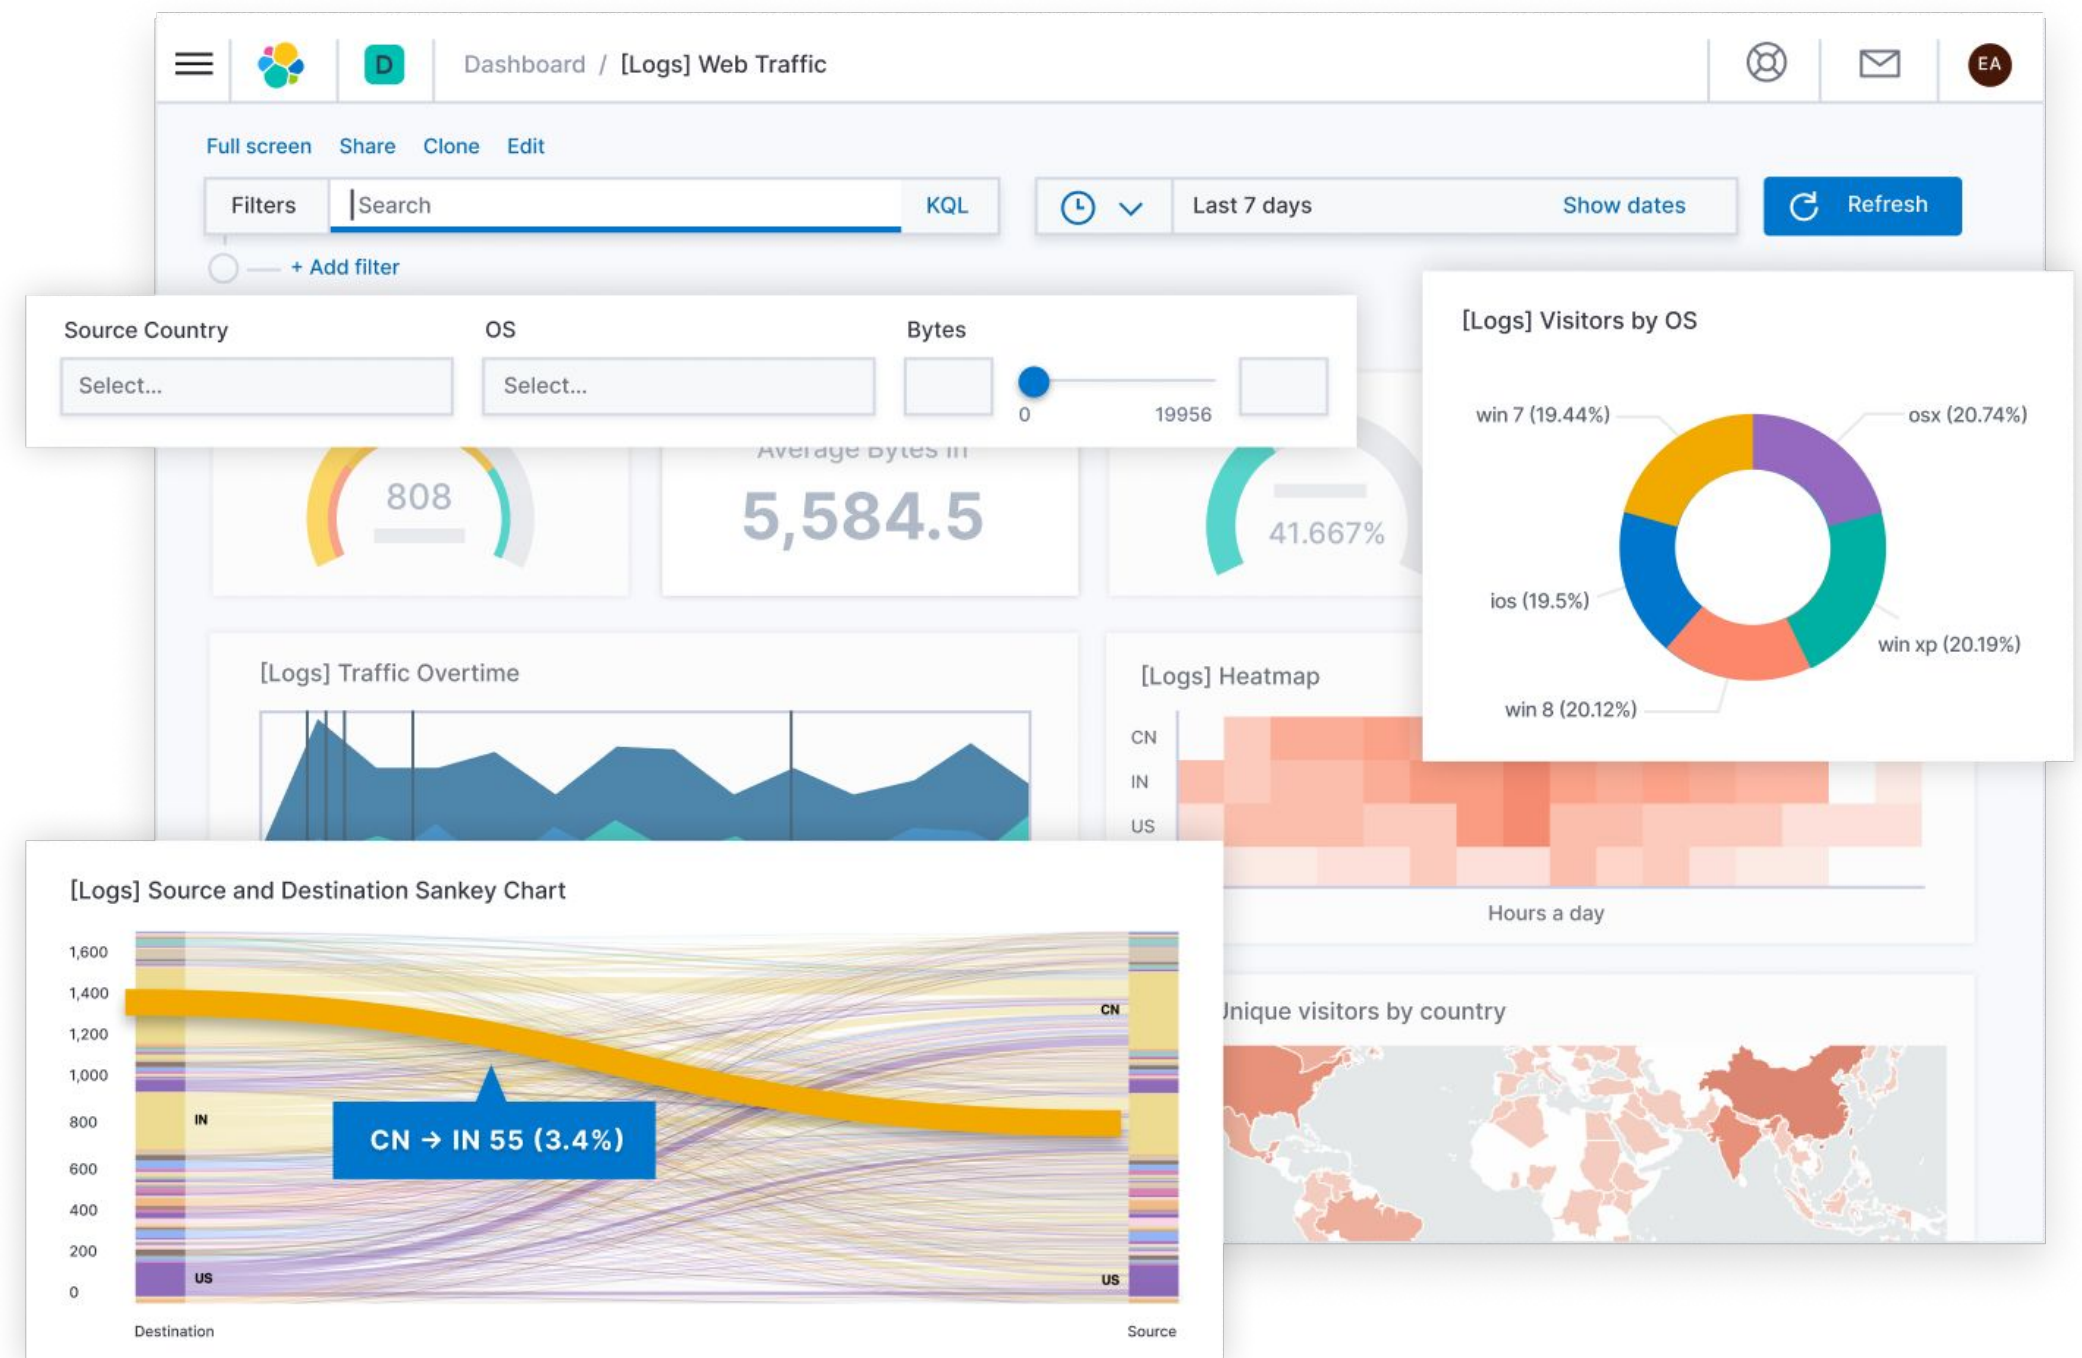 D
Dashboard / [Logs] Web Traffic
EA
Full screen Share Clone Edit
Filters Search KQL
Last 7 days Show dates
Refresh
+ Add filter
Source Country OS Bytes
Select... Select...
0 19956
[Logs] Visitors by OS
win 7 (19.44%)
osx (20.74%)
ios (19.5%)
win xp (20.19%)
win 8 (20.12%)
808
Average Bytes In
5,584.5
41.667%
[Logs] Traffic Overtime
[Logs] Heatmap
CN
IN
US
Hours a day
[Logs] Source and Destination Sankey Chart
1,600
1,400
1,200
1,000
800
600
400
200
0
IN
US
CN
US
CN → IN 55 (3.4%)
Destination
Source
Unique visitors by country